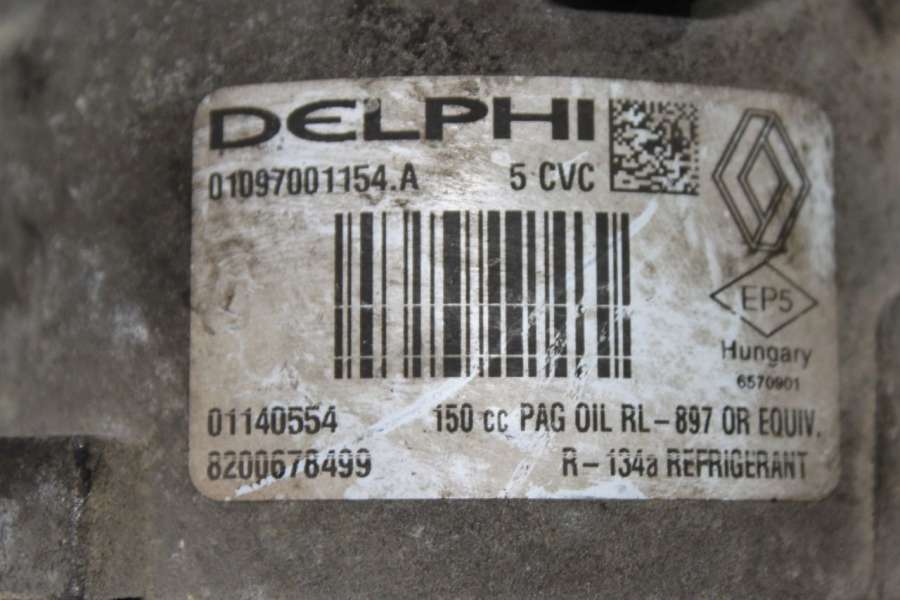 DELPHI
01097001154.A 5 CVC
EP5
Hungary
6570901
01140554 150 cc PAG OIL RL-897 OR EQUIV.
8200678499 R-134a REFRIGERANT